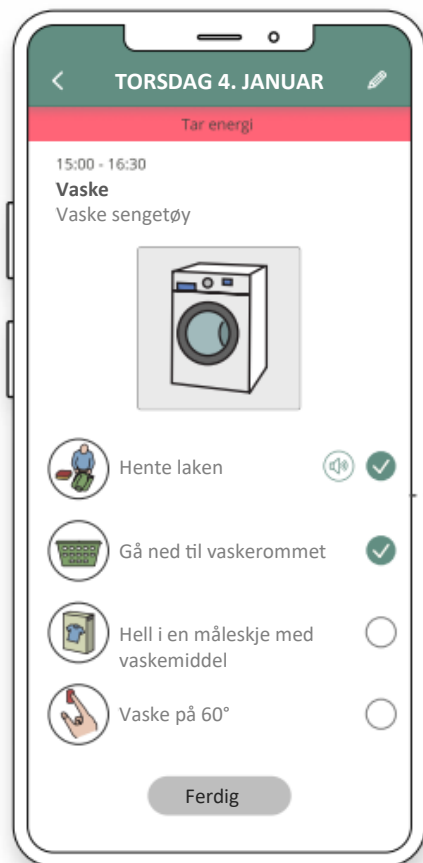 TORSDAG 4. JANUAR
Tar energi
15:00 - 16:30
Vaske
Vaske sengetøy
Hente laken
Gå ned til vaskerommet
Hell i en måleskje med
vaskemiddel
Vaske på 60°
Ferdig